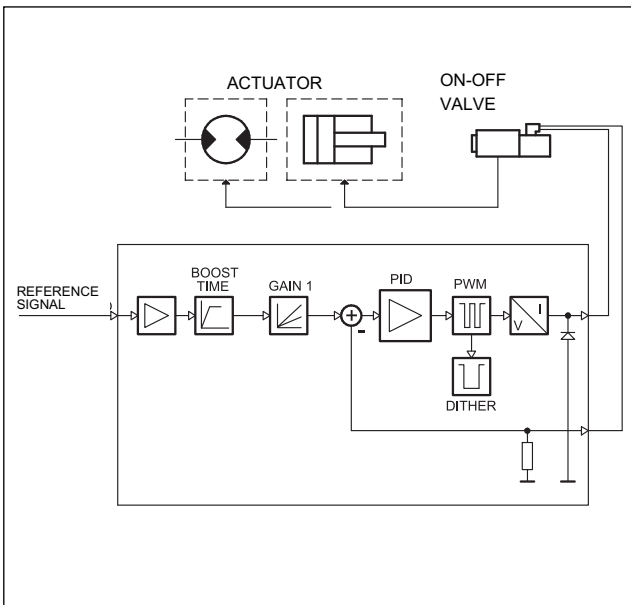 ACTUATOR
ON-OFF
VALVE
REFERENCE
SIGNAL
BOOST
TIME
GAIN 1
+
-
PID
PWM
V
I
DITHER